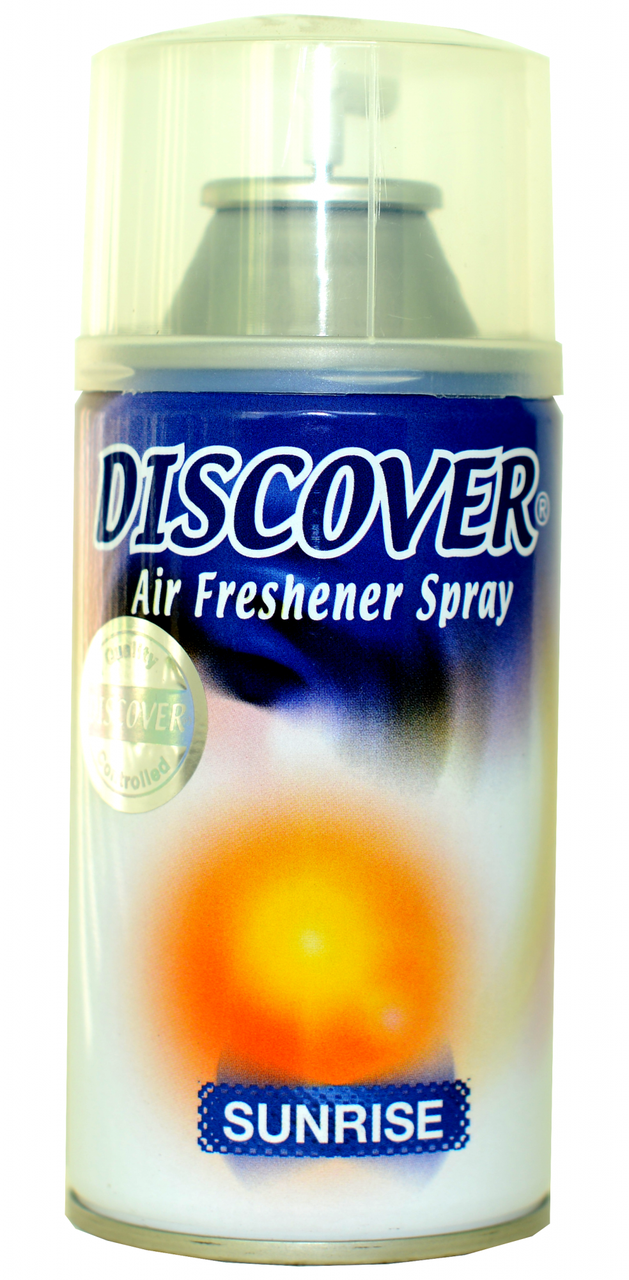 DISCOVER®
Air Freshener Spray
Quality
DISCOVER
Controlled
SUNRISE